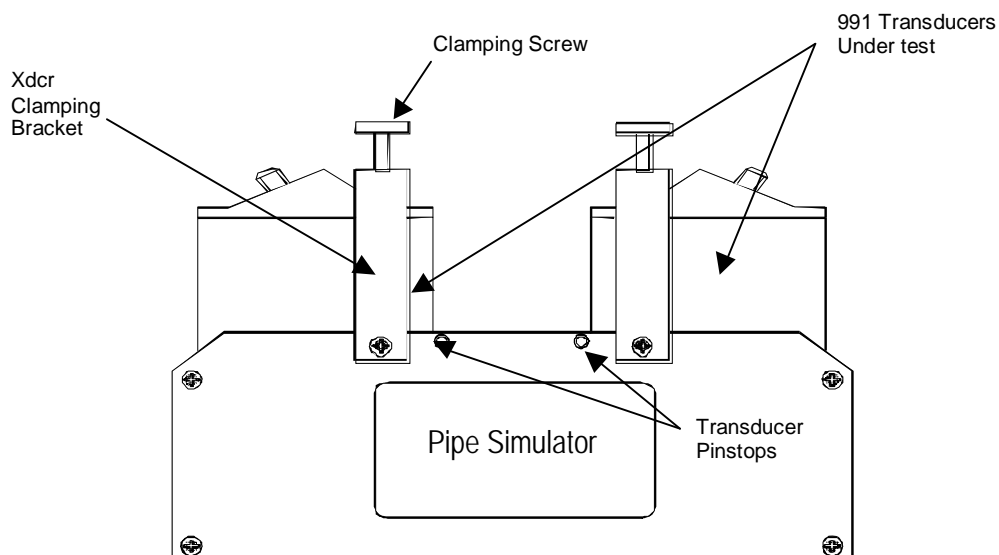 991 Transducers
Under test
Clamping Screw
Xdcr
Clamping
Bracket
Transducer
Pinstops
Pipe Simulator